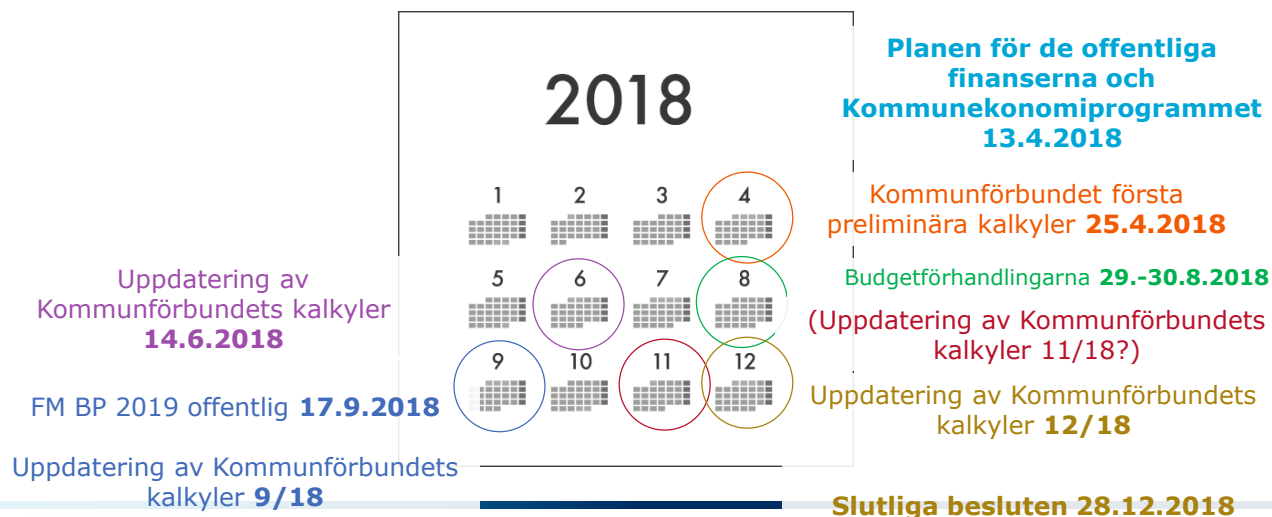 2018
1 2 3 4
5 6 7 8
9 10 11 12
Planen för de offentliga
finanserna och
Kommunekonomiprogrammet
13.4.2018
Kommunförbundet första
preliminära kalkyler 25.4.2018
Budgetförhandlingarna 29.-30.8.2018
(Uppdatering av Kommunförbundets
kalkyler 11/18?)
Uppdatering av Kommunförbundets
kalkyler 12/18
Slutliga besluten 28.12.2018
Uppdatering av
Kommunförbundets kalkyler
14.6.2018
FM BP 2019 offentlig 17.9.2018
Uppdatering av Kommunförbundets
kalkyler 9/18